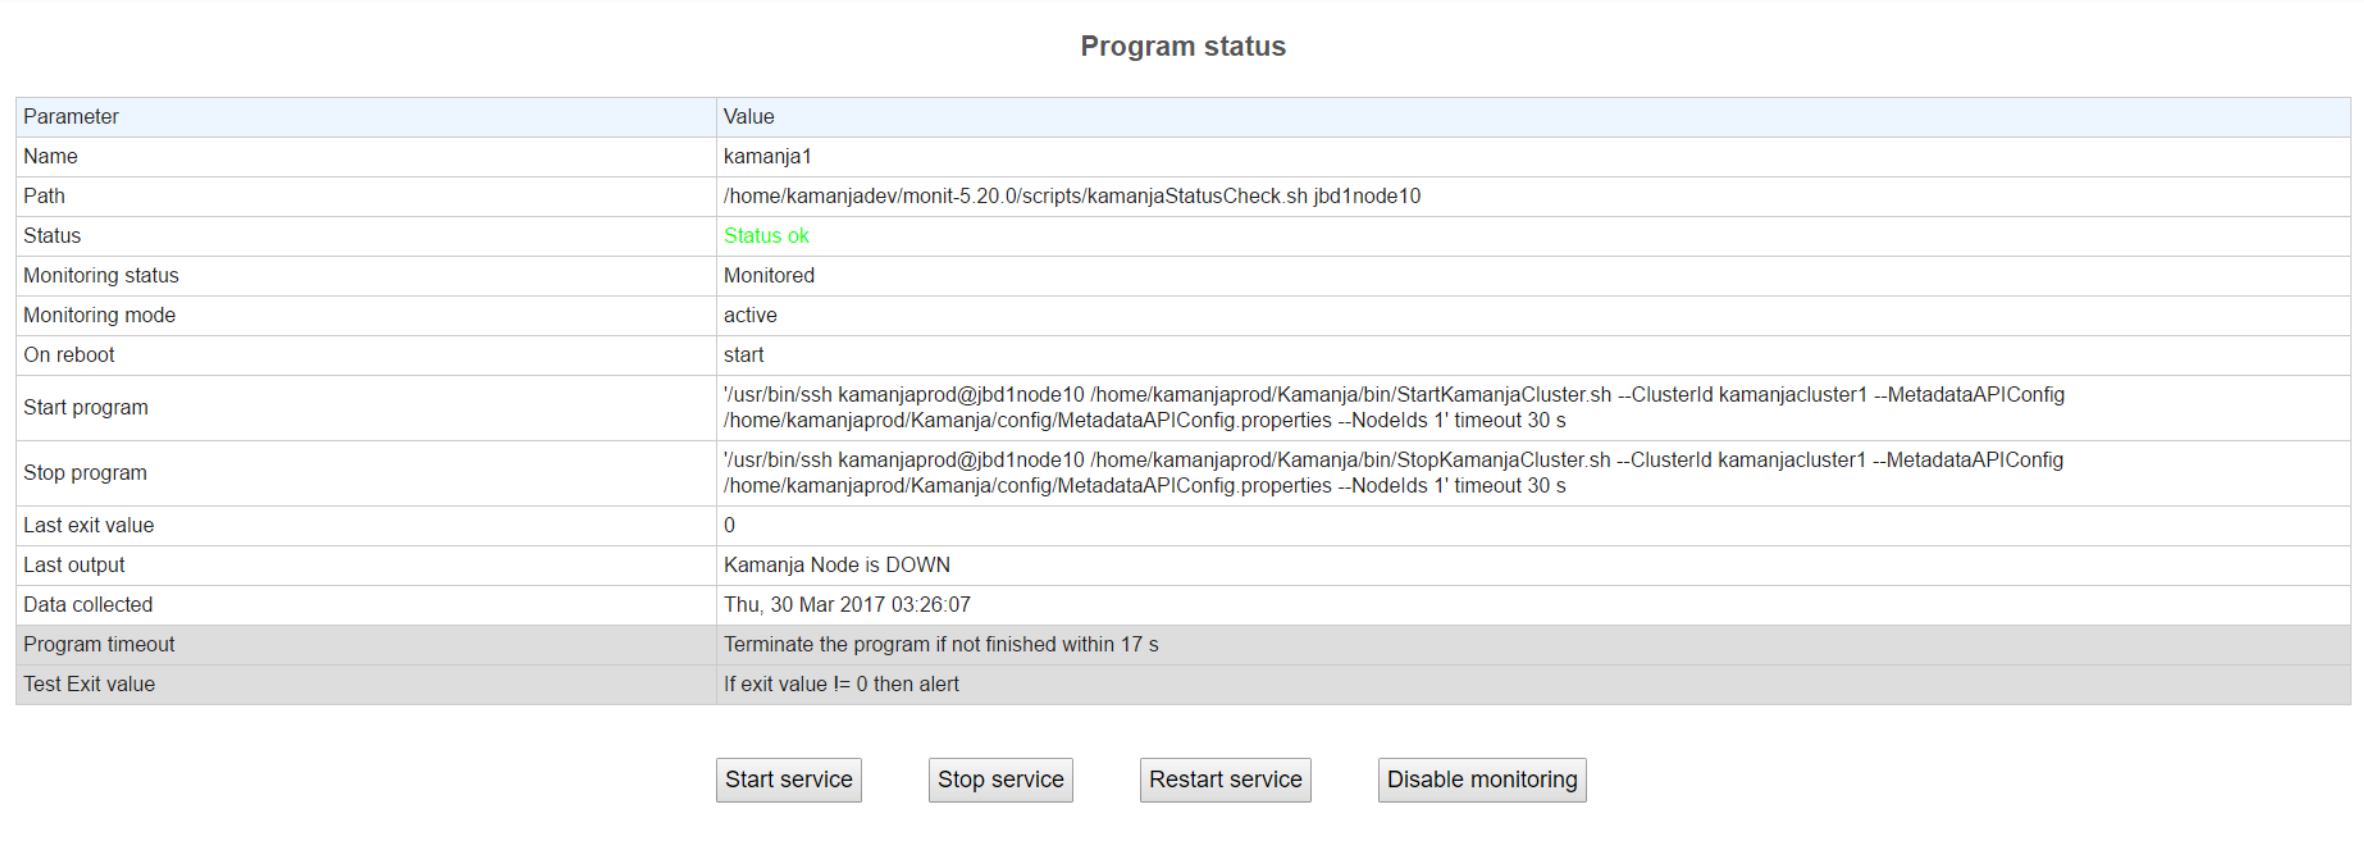 Program status
Parameter Value
Name kamanja1
Path /home/kamanjadev/monit-5.20.0/scripts/kamanjaStatusCheck.sh jbd1node10
Status Status ok
Monitoring status Monitored
Monitoring mode active
On reboot start
Start program '/usr/bin/ssh kamanjaprod@jbd1node10 /home/kamanjaprod/Kamanja/bin/StartKamanjaCluster.sh --ClusterId kamanjacluster1 --MetadataAPIConfig
/home/kamanjaprod/Kamanja/config/MetadataAPIConfig.properties --NodeIds 1' timeout 30 s
Stop program '/usr/bin/ssh kamanjaprod@jbd1node10 /home/kamanjaprod/Kamanja/bin/StopKamanjaCluster.sh --ClusterId kamanjacluster1 --MetadataAPIConfig
/home/kamanjaprod/Kamanja/config/MetadataAPIConfig.properties --NodeIds 1' timeout 30 s
Last exit value 0
Last output Kamanja Node is DOWN
Data collected Thu, 30 Mar 2017 03:26:07
Program timeout Terminate the program if not finished within 17 s
Test Exit value If exit value != 0 then alert
Start service Stop service Restart service Disable monitoring